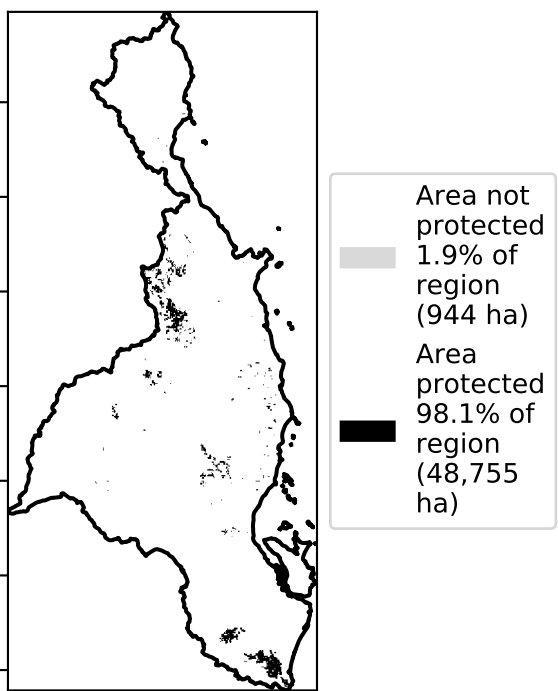 Area not
protected
1.9% of
region
(944 ha)
Area
protected
98.1% of
region
(48,755
ha)